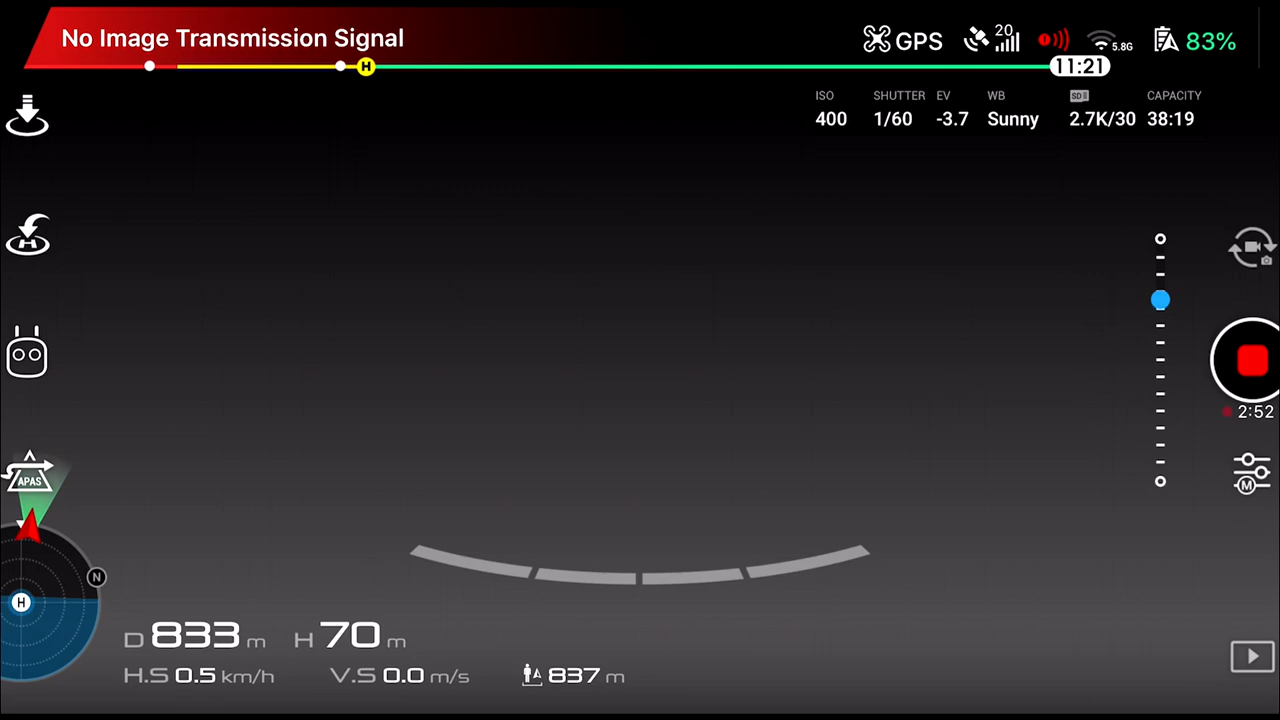 No Image Transmission Signal
GPS
20
5.8G
83%
H
11:21
ISO SHUTTER EV WB SD CAPACITY
400 1/60 -3.7 Sunny 2.7K/30 38:19
H
2:52
APAS
M
N
H
D 833 m H 70 m
H.S 0.5 km/h V.S 0.0 m/s 837 m